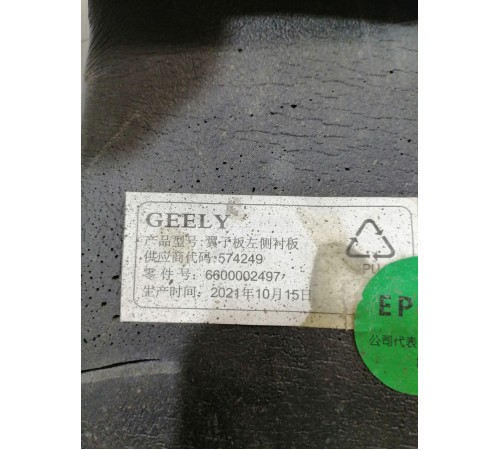 GEELY
产品型号:翼子板左侧衬板
供应商代码:574249
零件号:6600002497
生产时间:2021年10月15日
PU
EP
公司代表